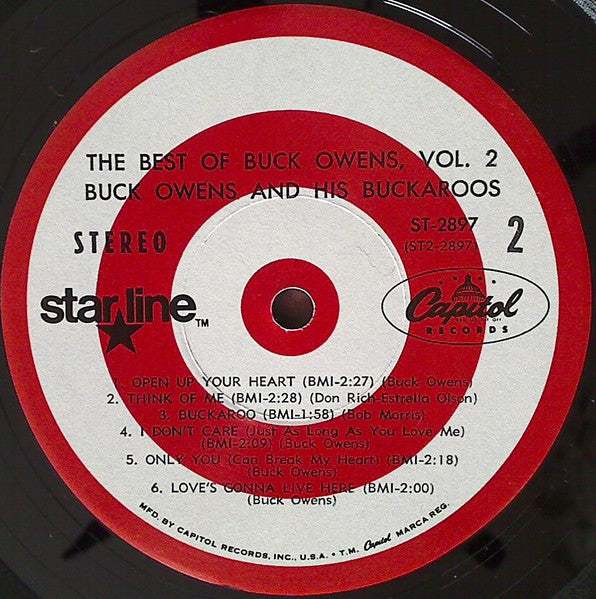 THE BEST OF BUCK OWENS, VOL. 2
BUCK OWENS AND HIS BUCKAROOS
STEREO
ST-2897
(ST2-2897)
2
starline™
Capitol
RECORDS
1. OPEN UP YOUR HEART (BMI-2:27) (Buck Owens)
2. THINK OF ME (BMI-2:28) (Don Rich-Estrella Olson)
3. BUCKAROO (BMI-1:58) (Bob Morris)
4. I DON'T CARE (Just As Long As You Love Me)
(BMI-2:09) (Buck Owens)
5. ONLY YOU (Can Break My Heart) (BMI-2:18)
(Buck Owens)
6. LOVE'S GONNA LIVE HERE (BMI-2:00)
(Buck Owens)
MFD. BY CAPITOL RECORDS, INC., U.S.A. • T.M. Capitol MARCA REG.